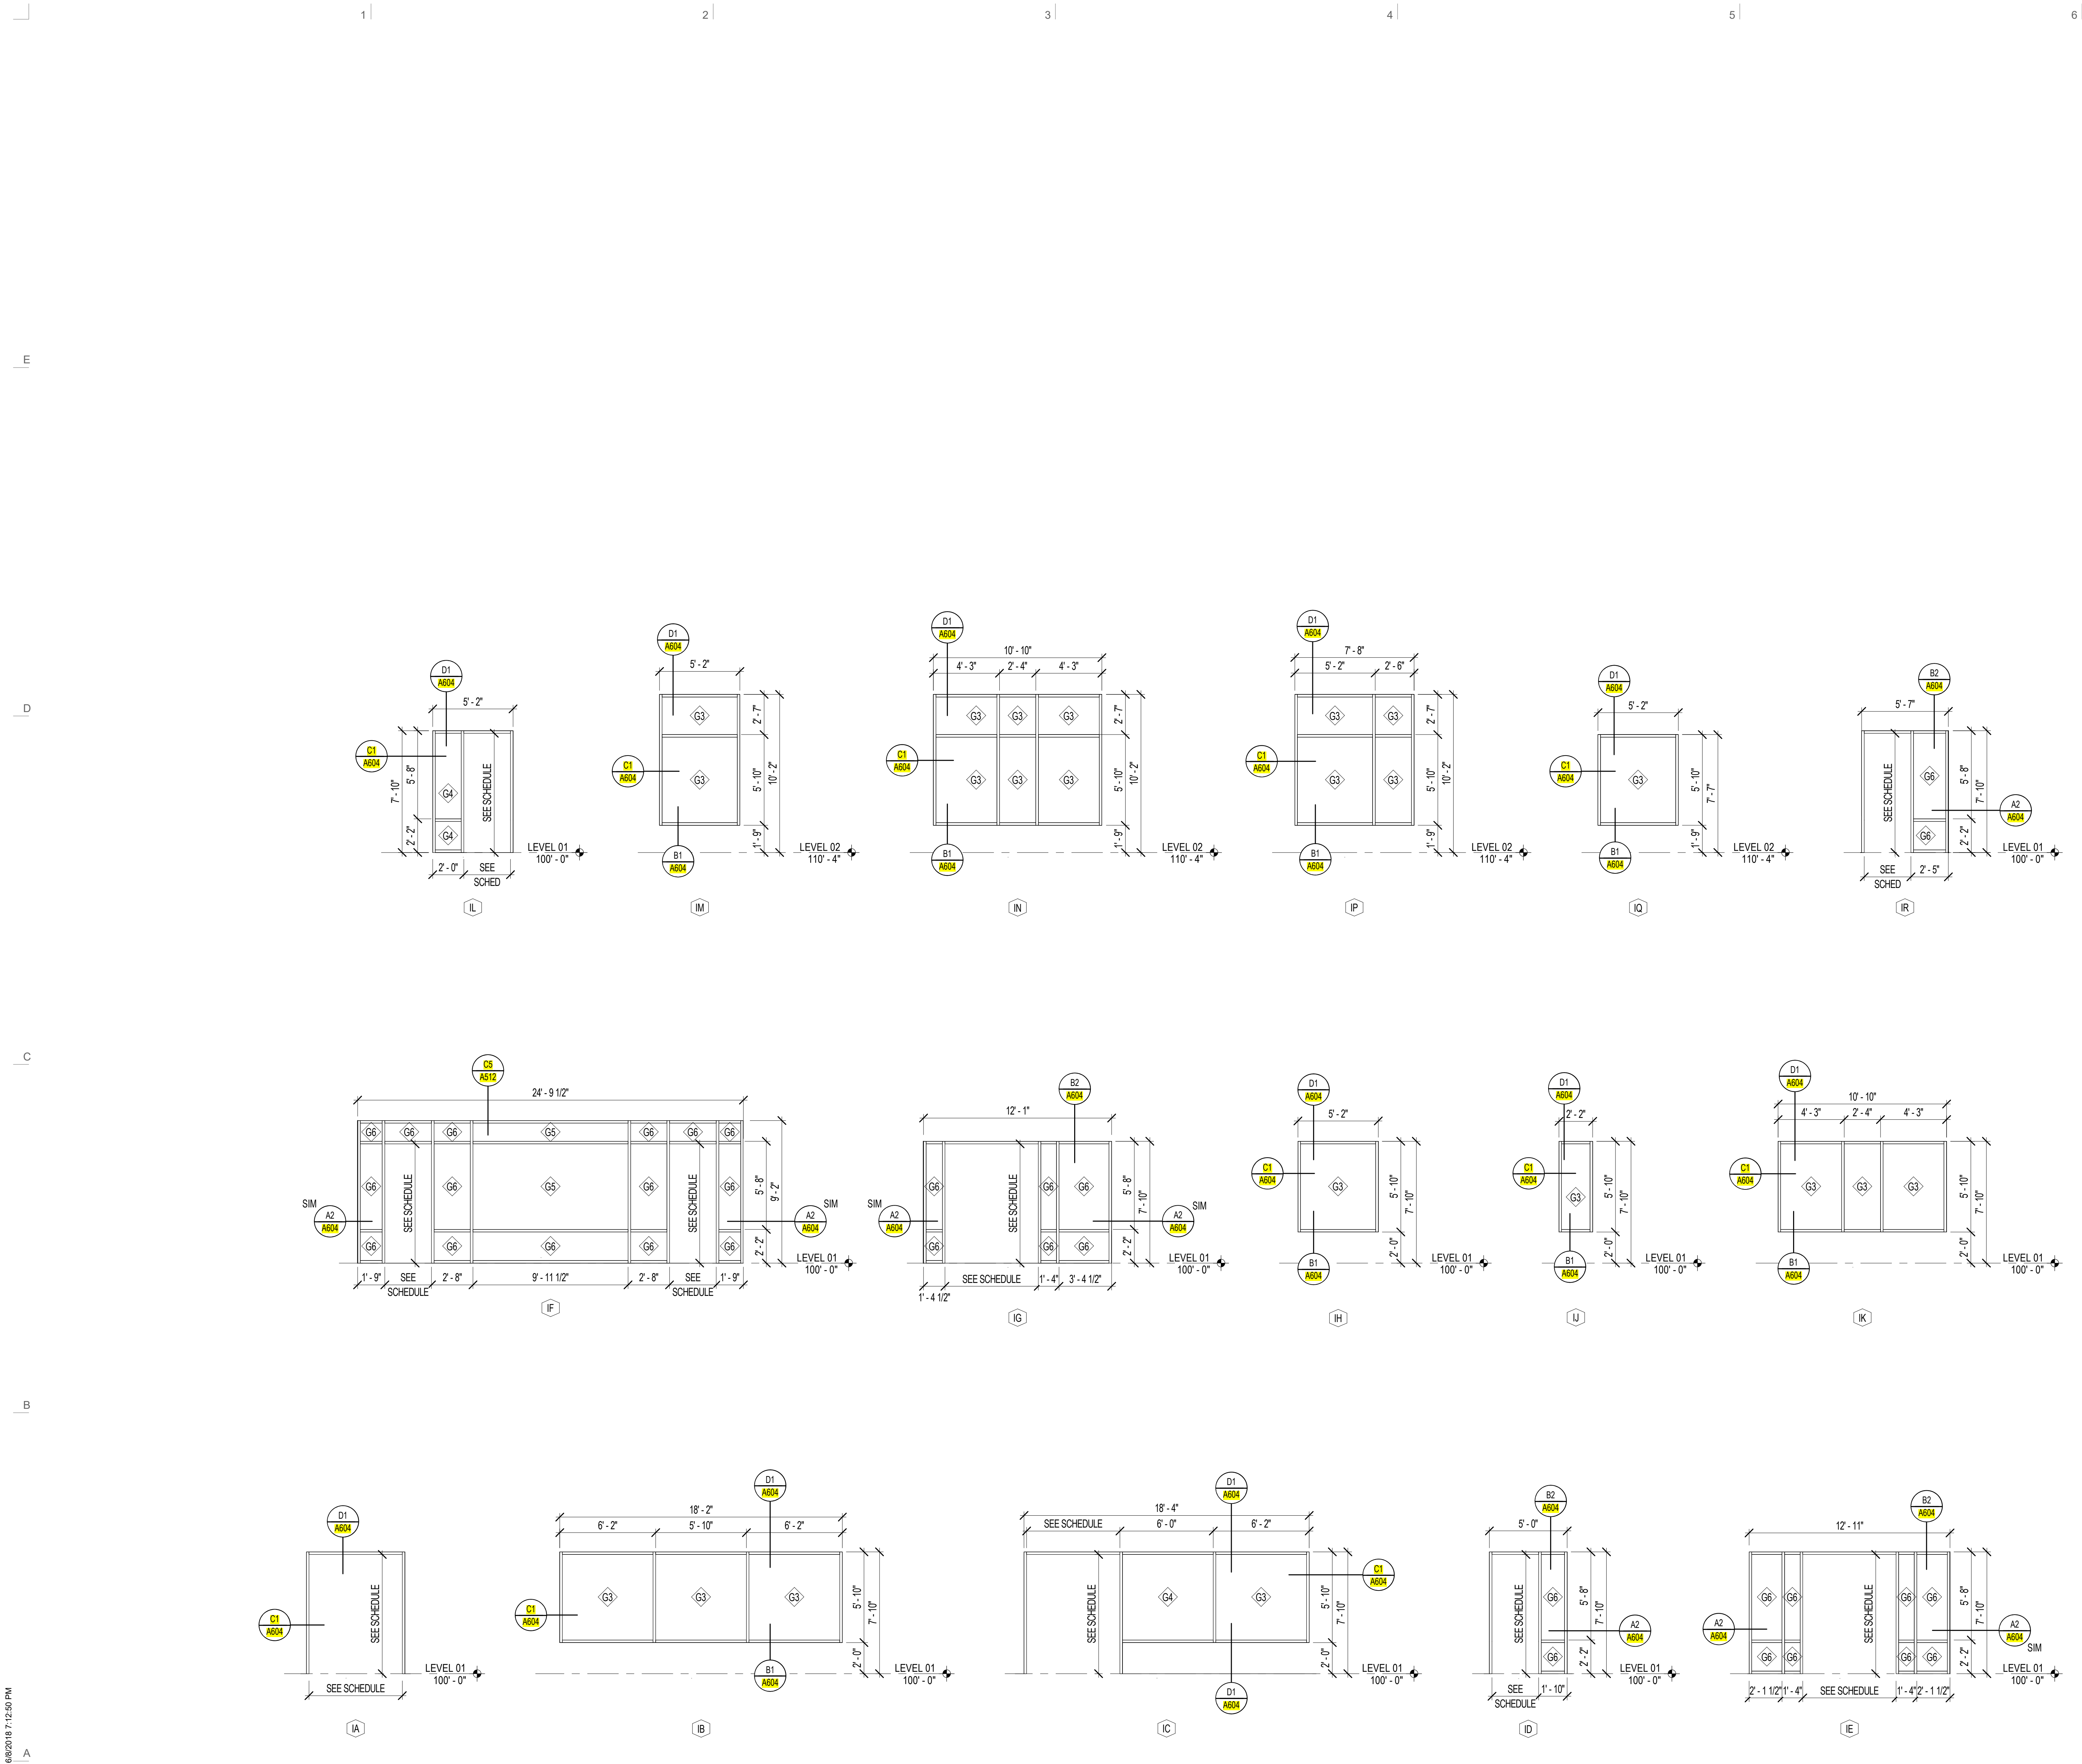 1
2
3
4
5
6
E
D
C
B
A
D1
A604
5' - 2"
C1
A604
7' - 10"
5' - 8"
2' - 2"
G4
G4
SEE SCHEDULE
LEVEL 01
100' - 0"
2' - 0"
SEE
SCHED
IL
D1
A604
5' - 2"
G3
G3
C1
A604
2' - 7"
5' - 10"
10' - 2"
1' - 9"
B1
A604
LEVEL 02
110' - 4"
IM
D1
A604
10' - 10"
4' - 3"
2' - 4"
4' - 3"
G3
G3
G3
C1
A604
G3
G3
G3
2' - 7"
5' - 10"
10' - 2"
1' - 9"
B1
A604
LEVEL 02
110' - 4"
IN
D1
A604
7' - 8"
5' - 2"
2' - 6"
G3
G3
C1
A604
G3
G3
2' - 7"
5' - 10"
10' - 2"
1' - 9"
B1
A604
LEVEL 02
110' - 4"
IP
D1
A604
5' - 2"
C1
A604
G3
5' - 10"
7' - 7"
1' - 9"
B1
A604
LEVEL 02
110' - 4"
IQ
B2
A604
5' - 7"
SEE SCHEDULE
G6
G6
5' - 8"
7' - 10"
2' - 2"
A2
A604
LEVEL 01
100' - 0"
SEE
SCHED
2' - 5"
IR
C5
A512
24' - 9 1/2"
G6
G6
G6
G5
G6
G6
G6
G6
SEE SCHEDULE
G6
G5
G6
SEE SCHEDULE
G6
5' - 8"
9' - 2"
2' - 2"
SIM
A2
A604
SIM
A2
A604
G6
G6
G6
G6
G6
LEVEL 01
100' - 0"
1' - 9"
SEE
SCHEDULE
2' - 8"
9' - 11 1/2"
2' - 8"
SEE
SCHEDULE
1' - 9"
IF
B2
A604
12' - 1"
G6
SEE SCHEDULE
G6
G6
5' - 8"
7' - 10"
2' - 2"
SIM
A2
A604
SIM
A2
A604
G6
G6
G6
LEVEL 01
100' - 0"
SEE SCHEDULE
1' - 4"
3' - 4 1/2"
1' - 4 1/2"
IG
D1
A604
5' - 2"
C1
A604
G3
5' - 10"
7' - 10"
2' - 0"
B1
A604
LEVEL 01
100' - 0"
IH
D1
A604
2' - 2"
C1
A604
G3
5' - 10"
7' - 10"
2' - 0"
B1
A604
LEVEL 01
100' - 0"
IJ
D1
A604
10' - 10"
4' - 3"
2' - 4"
4' - 3"
C1
A604
G3
G3
G3
5' - 10"
7' - 10"
2' - 0"
B1
A604
LEVEL 01
100' - 0"
IK
D1
A604
C1
A604
SEE SCHEDULE
LEVEL 01
100' - 0"
SEE SCHEDULE
IA
D1
A604
18' - 2"
6' - 2"
5' - 10"
6' - 2"
G3
G3
G3
C1
A604
5' - 10"
7' - 10"
2' - 0"
B1
A604
LEVEL 01
100' - 0"
IB
D1
A604
18' - 4"
SEE SCHEDULE
6' - 0"
6' - 2"
C1
A604
SEE SCHEDULE
G4
G3
5' - 10"
7' - 10"
2' - 0"
D1
A604
LEVEL 01
100' - 0"
IC
B2
A604
5' - 0"
SEE SCHEDULE
G6
G6
5' - 8"
7' - 10"
2' - 2"
A2
A604
LEVEL 01
100' - 0"
SEE
SCHEDULE
1' - 10"
ID
B2
A604
12' - 11"
G6
G6
SEE SCHEDULE
G6
G6
5' - 8"
7' - 10"
2' - 2"
A2
A604
A2
A604
SIM
G6
G6
G6
G6
LEVEL 01
100' - 0"
2' - 1 1/2"
1' - 4"
SEE SCHEDULE
1' - 4"
2' - 1 1/2"
IE
6/8/2018 7:12:50 PM